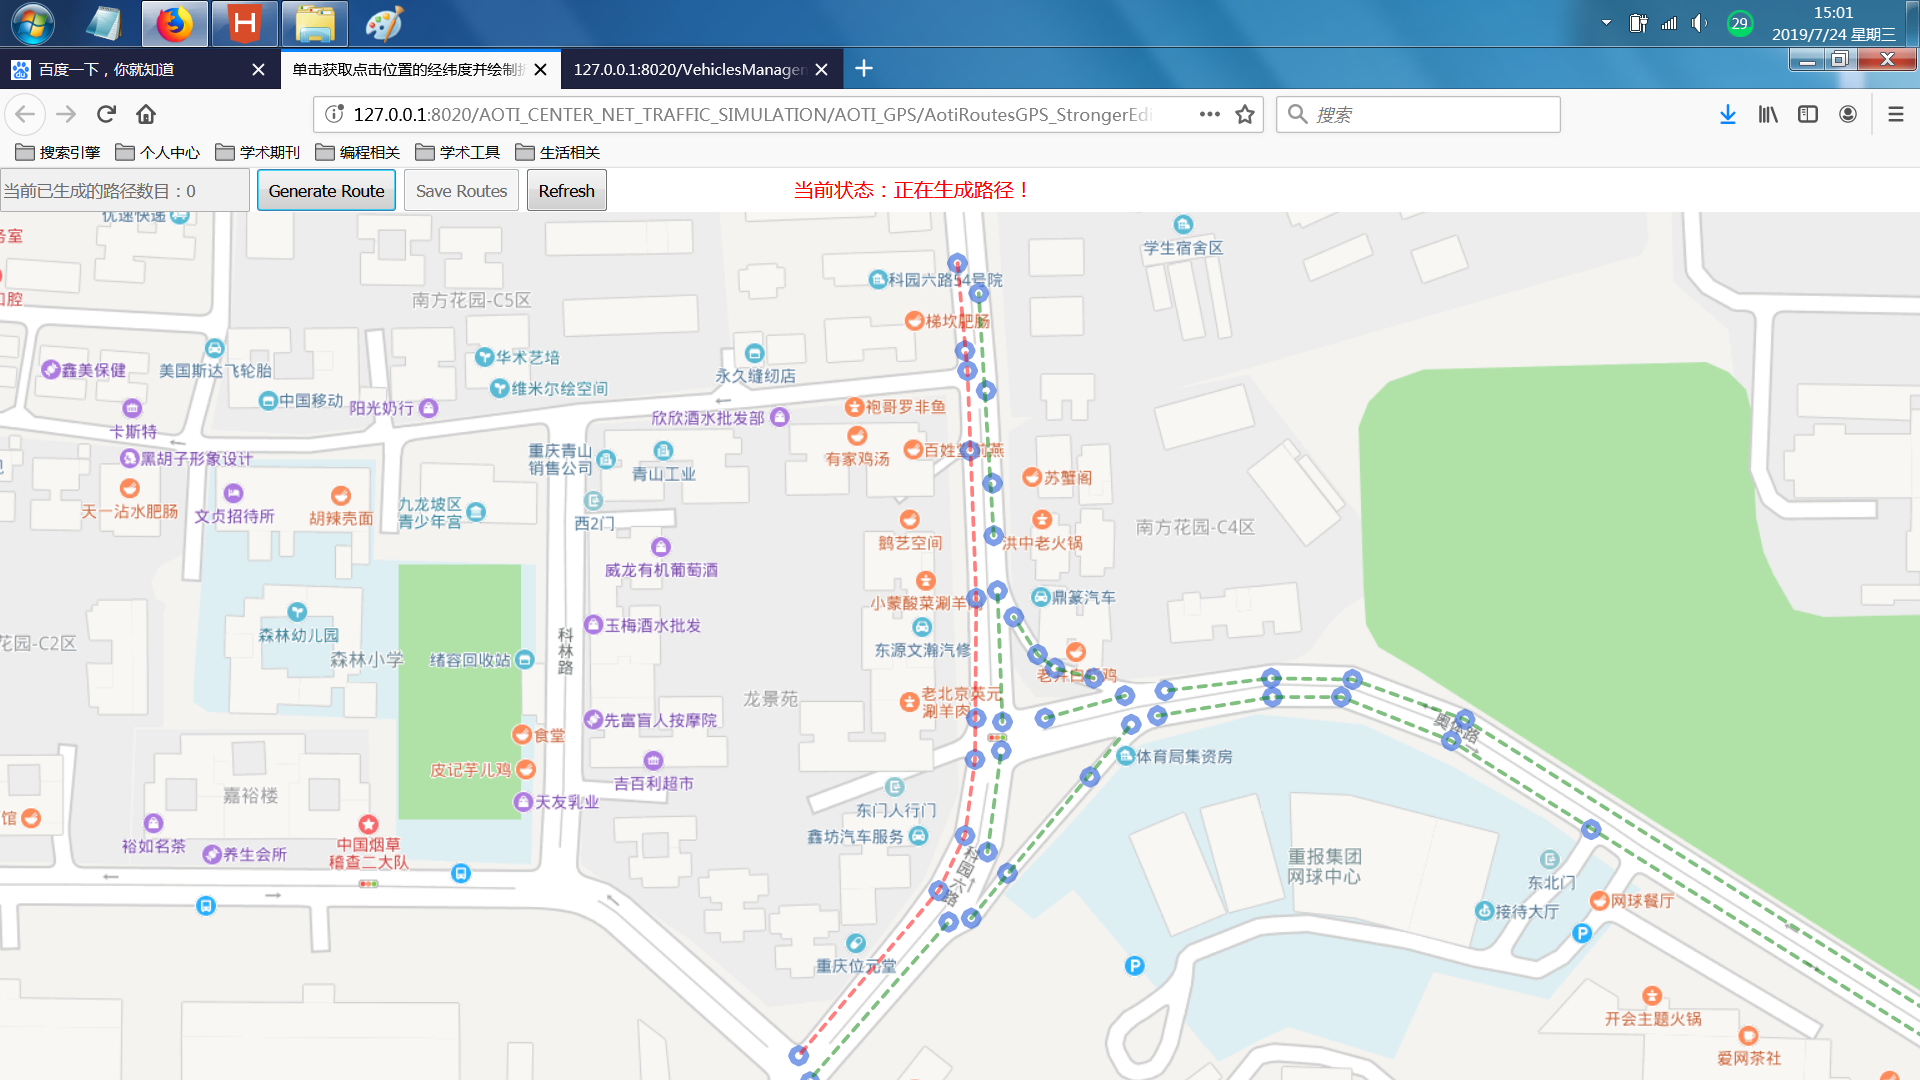 15:01
29
2019/7/24 星期三
百度一下，你就知道
单击获取点击位置的经纬度并绘制折
127.0.0.1:8020/VehiclesManage
127.0.0.1:8020/AOTI_CENTER_NET_TRAFFIC_SIMULATION/AOTI_GPS/AotiRoutesGPS_StrongerEdi
搜索
搜索引擎
个人中心
学术期刊
编程相关
学术工具
生活相关
当前已生成的路径数目：0
Generate Route
Save Routes
Refresh
当前状态：正在生成路径！
优速快递
务室
学生宿舍区
科园六路54号院
口腔
南方花园-C5区
梯坎肥肠
华术艺培
鑫美保健
美国斯达飞轮胎
永久缝纫店
维米尔绘空间
中国移动
阳光奶行
袍哥罗非鱼
欣欣酒水批发部
卡斯特
重庆青山
销售公司
百姓
前燕
黑胡子形象设计
有家鸡汤
青山工业
苏蟹阁
天一沾水肥肠
文贞招待所
胡辣壳面
九龙坡区
青少年宫
西2门
南方花园-C4区
鹅艺空间
洪中老火锅
威龙有机葡萄酒
小蒙酸菜涮羊
鼎篆汽车
玉梅酒水批发
森林幼儿园
花园-C2区
科林路
东源文瀚汽修
森林小学
绪容回收站
老
鸡
龙景苑
老北京英元
涮羊肉
先富盲人按摩院
奥体路
食堂
体育局集资房
皮记芋儿鸡
吉百利超市
嘉裕楼
天友乳业
东门人行门
馆
鑫坊汽车服务
裕如名茶
养生会所
中国烟草
稽查二大队
科园六路
重报集团
网球中心
东北门
网球餐厅
接待大厅
P
P
重庆位元堂
开会主题火锅
爱网茶社